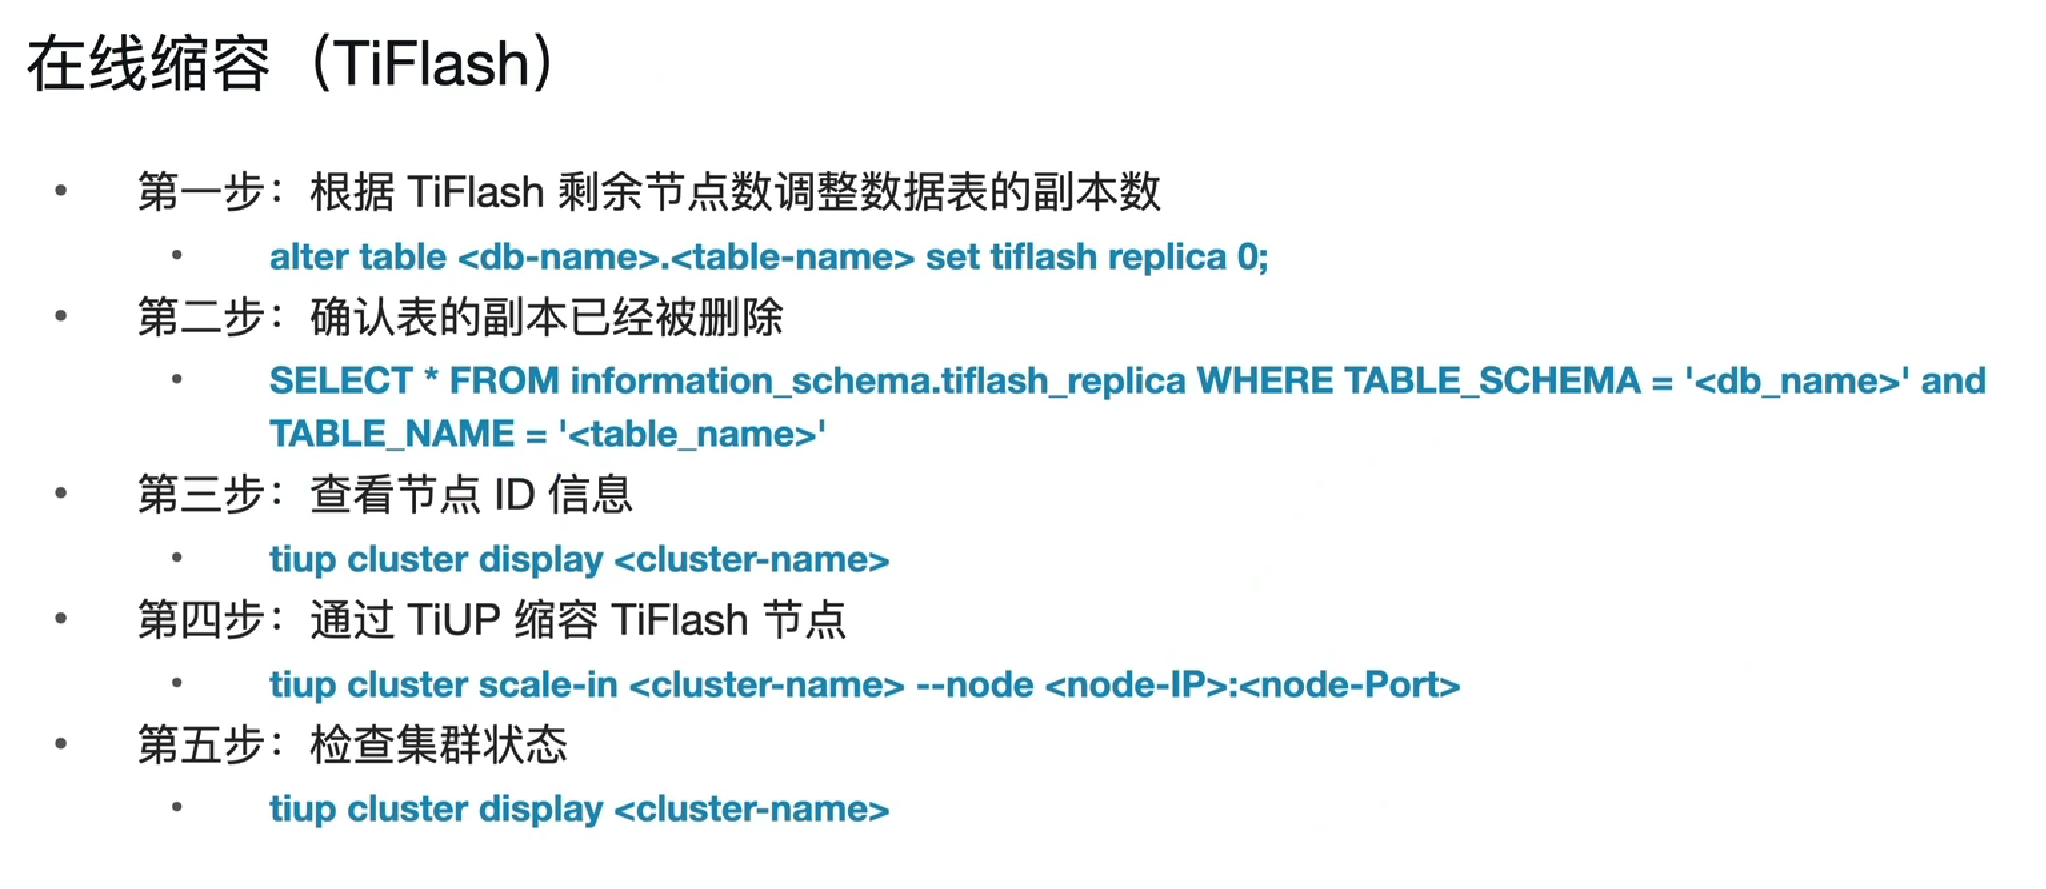 在线缩容（TiFlash）
• 第一步：根据 TiFlash 剩余节点数调整数据表的副本数
• alter table <db-name>.<table-name> set tiflash replica 0;
• 第二步：确认表的副本已经被删除
• SELECT * FROM information_schema.tiflash_replica WHERE TABLE_SCHEMA = '<db_name>' and
TABLE_NAME = '<table_name>'
• 第三步：查看节点 ID 信息
• tiup cluster display <cluster-name>
• 第四步：通过 TiUP 缩容 TiFlash 节点
• tiup cluster scale-in <cluster-name> --node <node-IP>:<node-Port>
• 第五步：检查集群状态
• tiup cluster display <cluster-name>